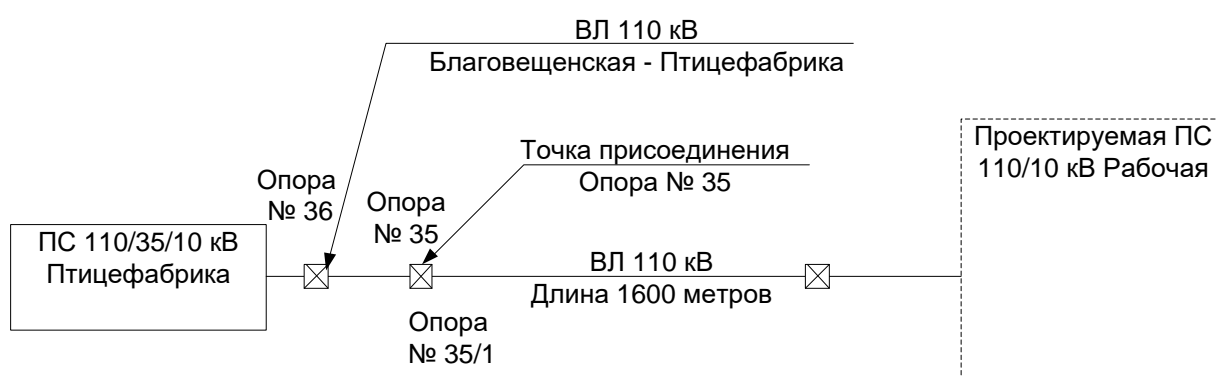 ВЛ 110 кВ
Благовещенская - Птицефабрика
Точка присоединения
Опора № 35
Проектируемая ПС
110/10 кВ Рабочая
Опора
№ 36
Опора
№ 35
ПС 110/35/10 кВ
Птицефабрика
ВЛ 110 кВ
Длина 1600 метров
Опора
№ 35/1